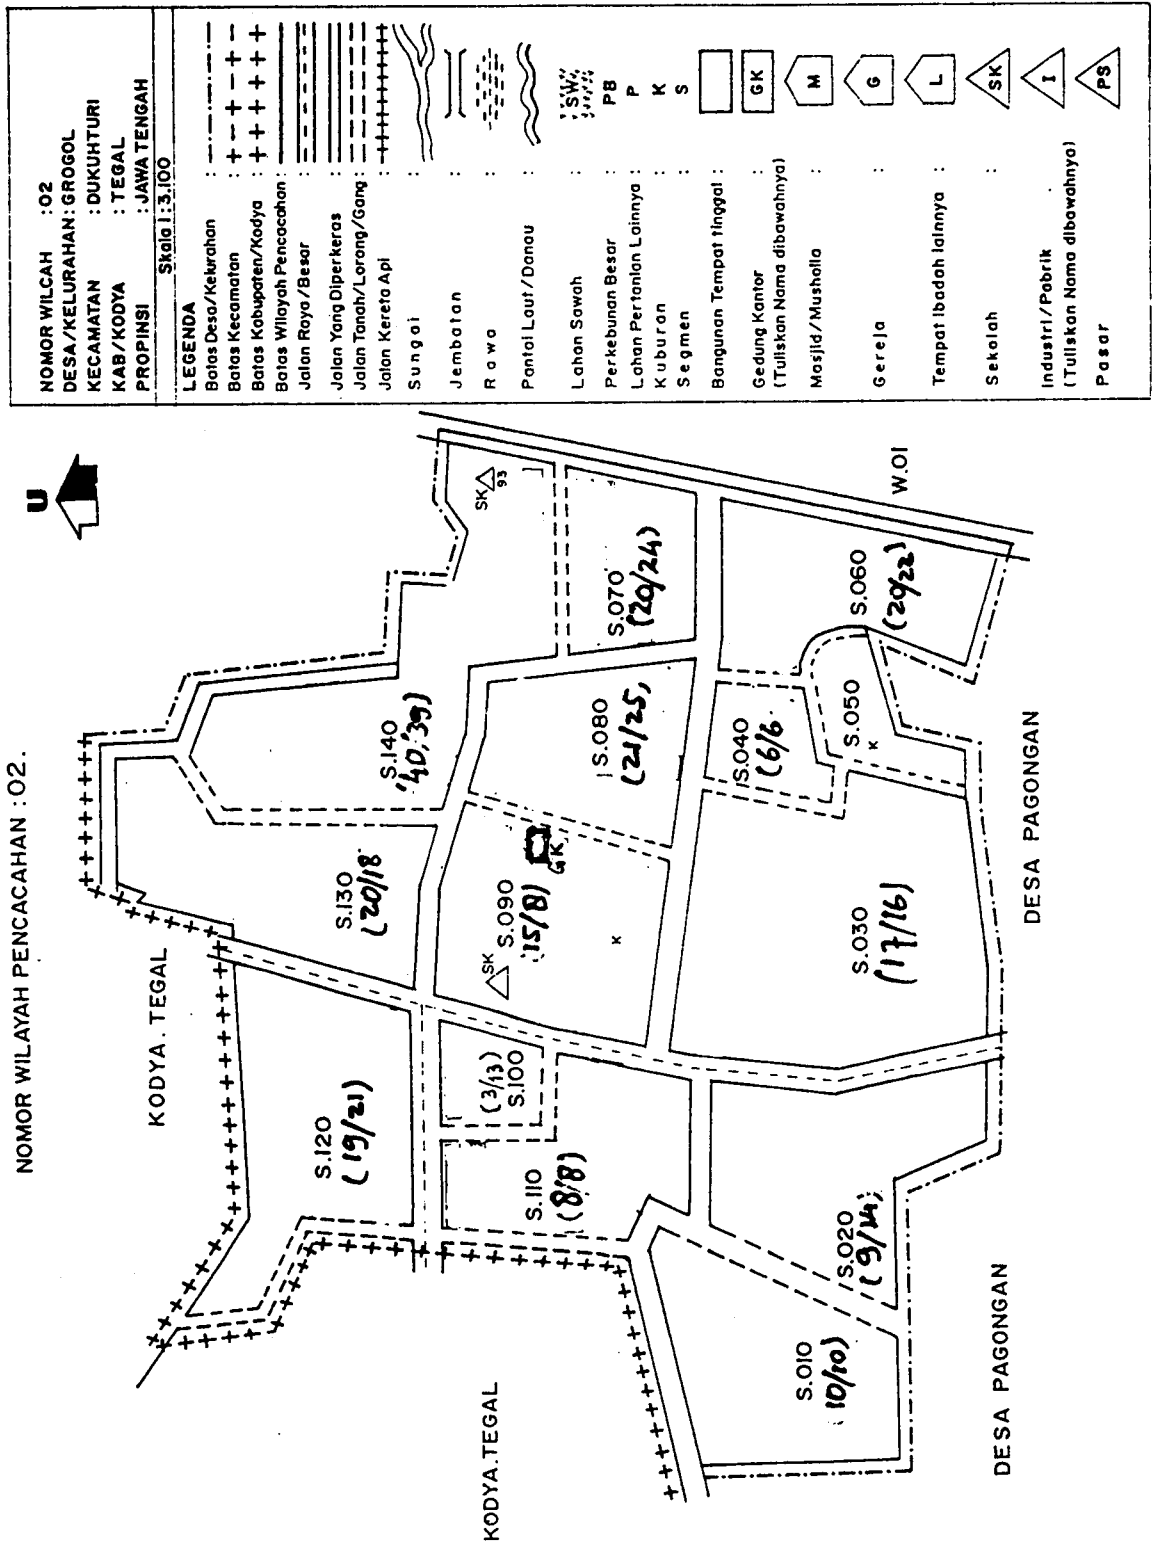 NOMOR WILAYAH PENCACAHAN : 02.
U
KODYA. TEGAL
KODYA. TEGAL
S.120
(19/21)
S.130
(20/18
S.140
40,39)
SK
93
S.110
(8/8)
(3/13)
S.100
SK
S.090
(15/8)
GK
K
S.080
(21/25,
S.070
(20/24)
S.010
10/10)
S.020
(9/14,
S.030
(17/16)
S.040
(6/6
S.050
K
S.060
(20/22)
W.01
DESA PAGONGAN
DESA PAGONGAN
NOMOR WILCAH : 02
DESA/KELURAHAN : GROGOL
KECAMATAN : DUKUHTURI
KAB/KODYA : TEGAL
PROPINSI : JAWA TENGAH
Skala 1 : 3.100
LEGENDA
Batas Desa/Kelurahan :
Batas Kecamatan :
Batas Kabupaten/Kodya :
Batas Wilayah Pencacahan :
Jalan Raya/Besar :
Jalan Yang Diperkeras :
Jalan Tanah/Lorong/Gang :
Jalan Kereta Api :
Sungai :
Jembatan :
Rawa :
Pantai Laut/Danau :
Lahan Sawah : SW
Perkebunan Besar : PB
Lahan Pertanian Lainnya : P
Kuburan : K
Segmen : S
Bangunan Tempat tinggal :
Gedung Kantor : GK
(Tuliskan Nama dibawahnya)
Masjid/Musholla : M
Gereja : G
Tempat Ibadah lainnya : L
Sekolah : SK
Industri/Pabrik : I
(Tuliskan Nama dibawahnya)
Pasar : PS